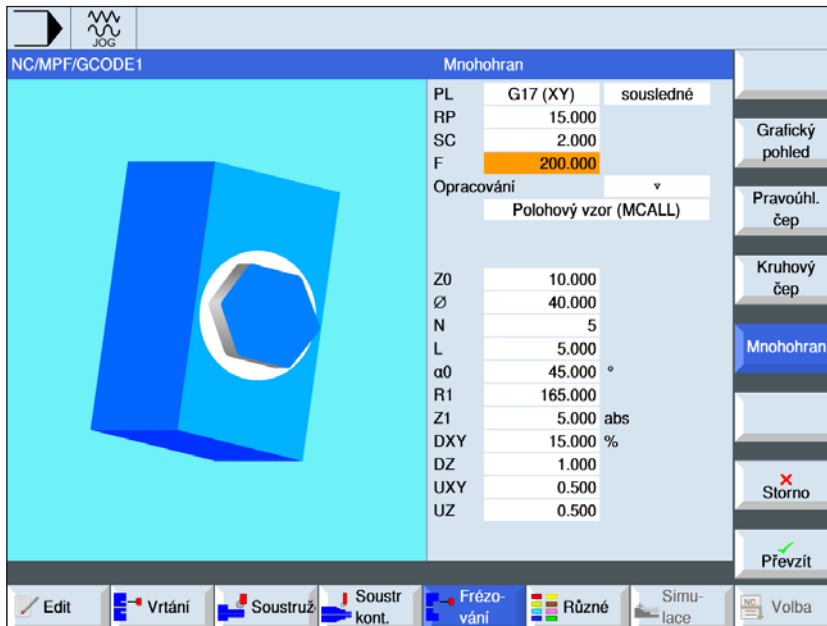 JOG
NC/MPF/GCODE1
Mnohohran
PL G17 (XY) sousledné
RP 15.000
SC 2.000
F 200.000
Opracování ▿
Polohový vzor (MCALL)
Z0 10.000
Ø 40.000
N 5
L 5.000
α0 45.000 °
R1 165.000
Z1 5.000 abs
DXY 15.000 %
DZ 1.000
UXY 0.500
UZ 0.500
Grafický
pohled
Pravoúhl.
čep
Kruhový
čep
Mnohohran
Storno
Převzít
Edit
Vrtání
Soustruž
Soustr
kont.
Frézo-
vání
Různé
Simu-
lace
NC
Volba